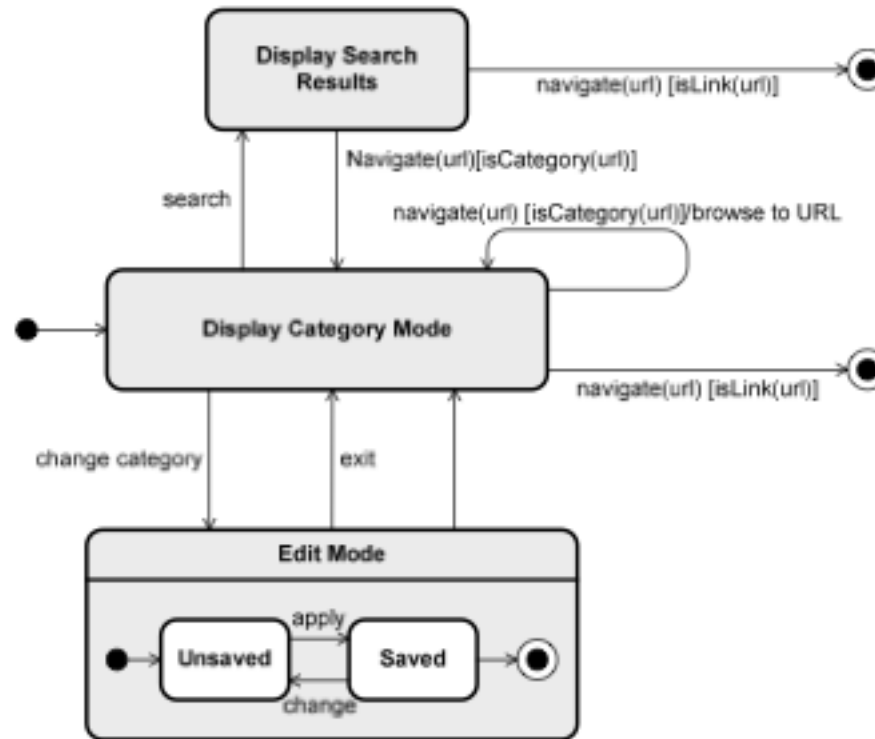 Display Search
Results
navigate(url) [isLink(url)]
Navigate(url)[isCategory(url)]
search
navigate(url) [isCategory(url)]/browse to URL
Display Category Mode
navigate(url) [isLink(url)]
change category
exit
Edit Mode
apply
Unsaved
Saved
change